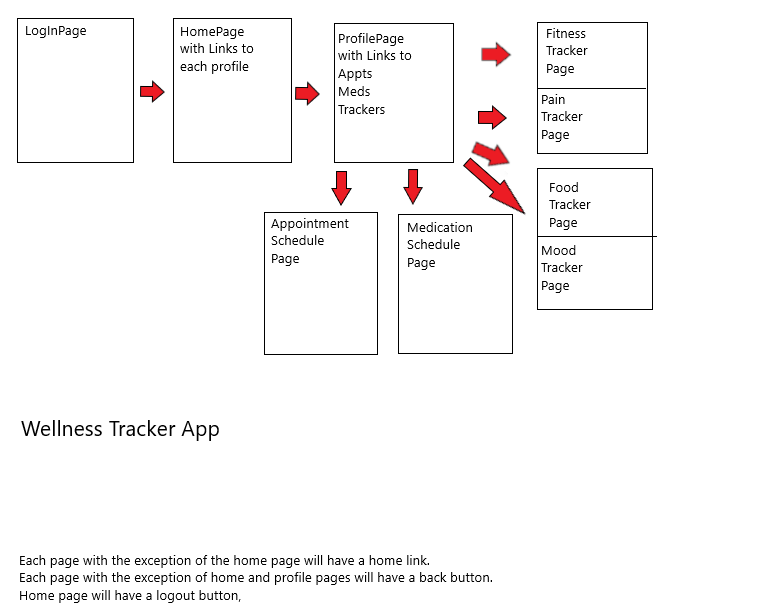 LogInPage
HomePage
with Links to
each profile
ProfilePage
with Links to
Appts
Meds
Trackers
Fitness
Tracker
Page
Pain
Tracker
Page
Food
Tracker
Page
Mood
Tracker
Page
Appointment
Schedule
Page
Medication
Schedule
Page
Wellness Tracker App
Each page with the exception of the home page will have a home link.
Each page with the exception of home and profile pages will have a back button.
Home page will have a logout button,